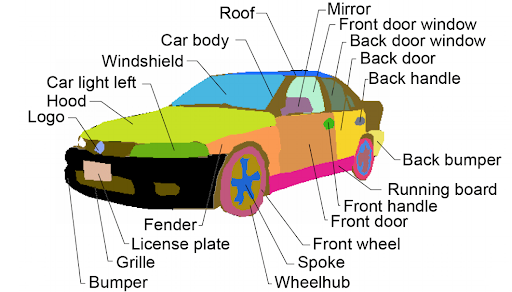 Roof
Mirror
Front door window
Car body
Back door window
Windshield
Back door
Car light left
Back handle
Hood
Logo
Back bumper
Running board
Front handle
Fender
Front door
License plate
Front wheel
Grille
Spoke
Bumper
Wheelhub